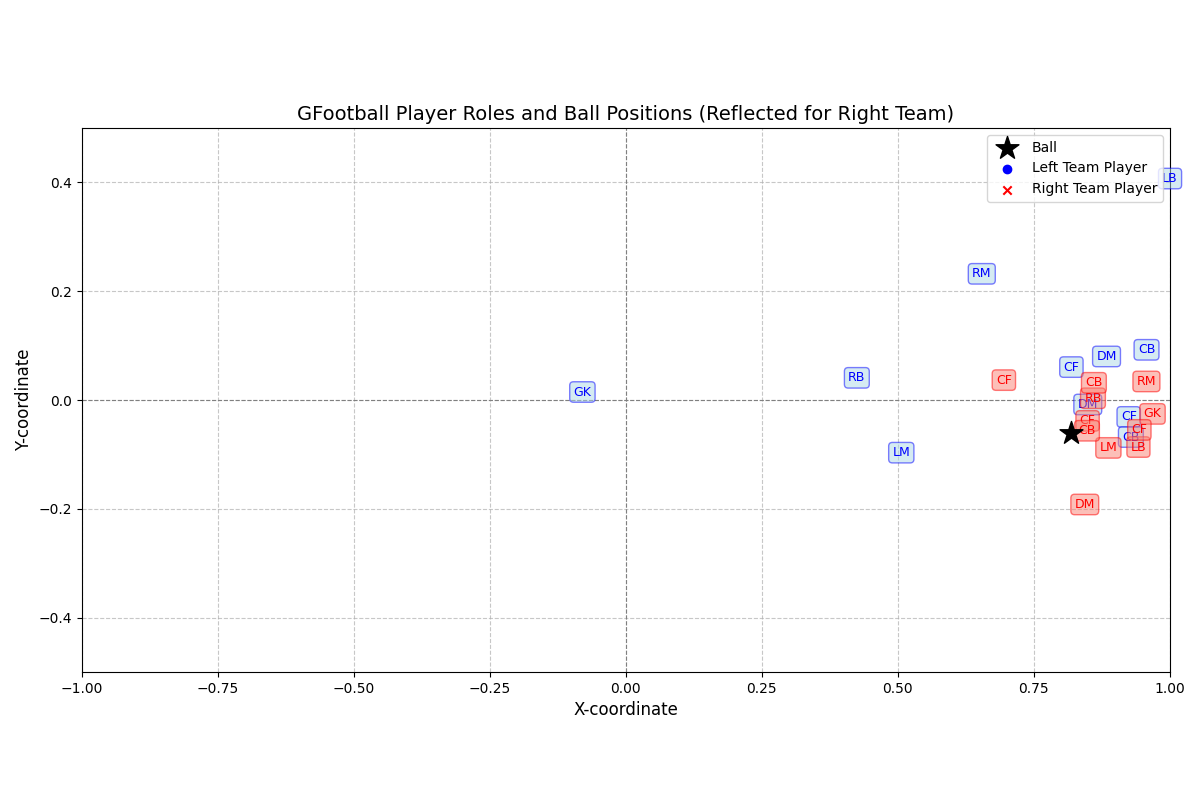 GFootball Player Roles and Ball Positions (Reflected for Right Team)
Ball
Left Team Player
Right Team Player
LB
RM
CB
DM
CF
RB
GK
CF
CB
RM
RB
DM
CF
GK
CF
CB
CF
CB
LM
LB
LM
DM
0.4
0.2
0.0
−0.2
−0.4
Y-coordinate
−1.00 −0.75 −0.50 −0.25 0.00 0.25 0.50 0.75 1.00
X-coordinate